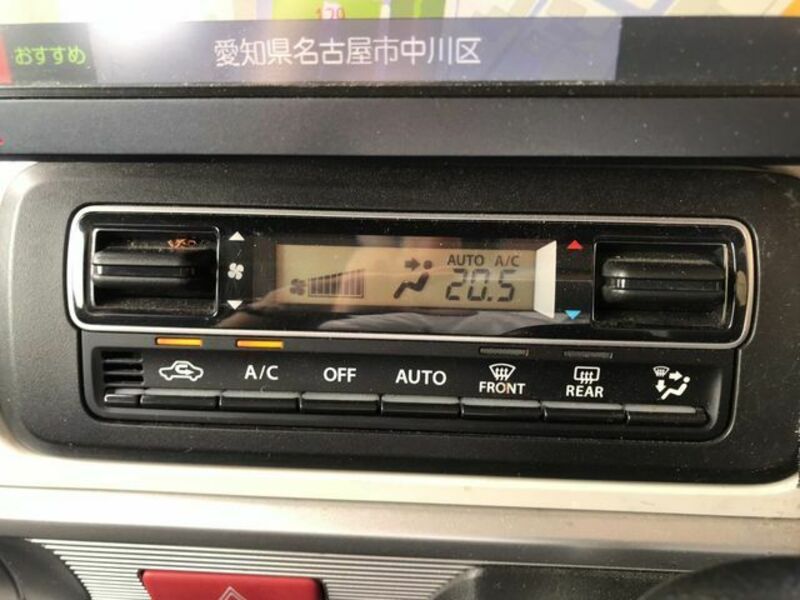 129
おすすめ
愛知県名古屋市中川区
AUTO A/C
20.5
A/C OFF AUTO FRONT REAR